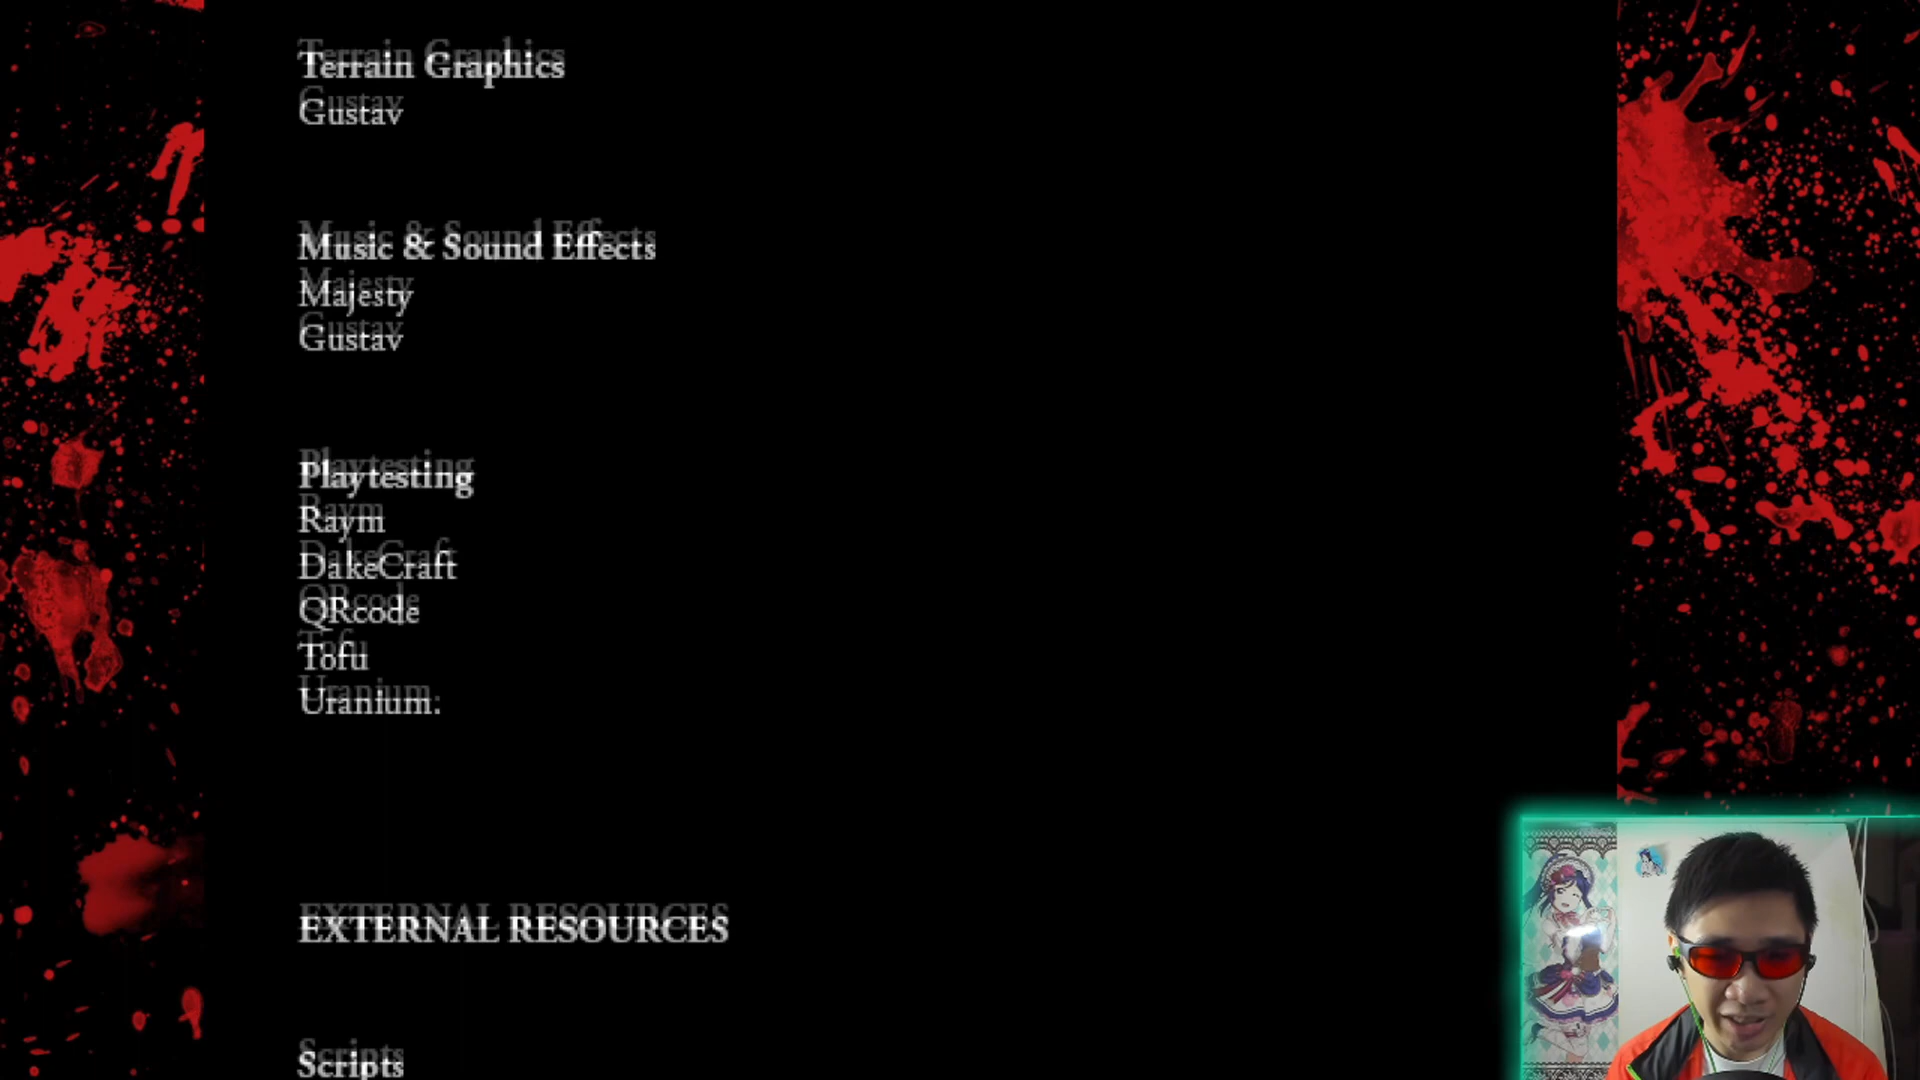 Terrain Graphics
Gustav
Music & Sound Effects
Majesty
Gustav
Playtesting
Raym
DakeCraft
QRcode
Tofu
Uranium:
EXTERNAL RESOURCES
Scripts